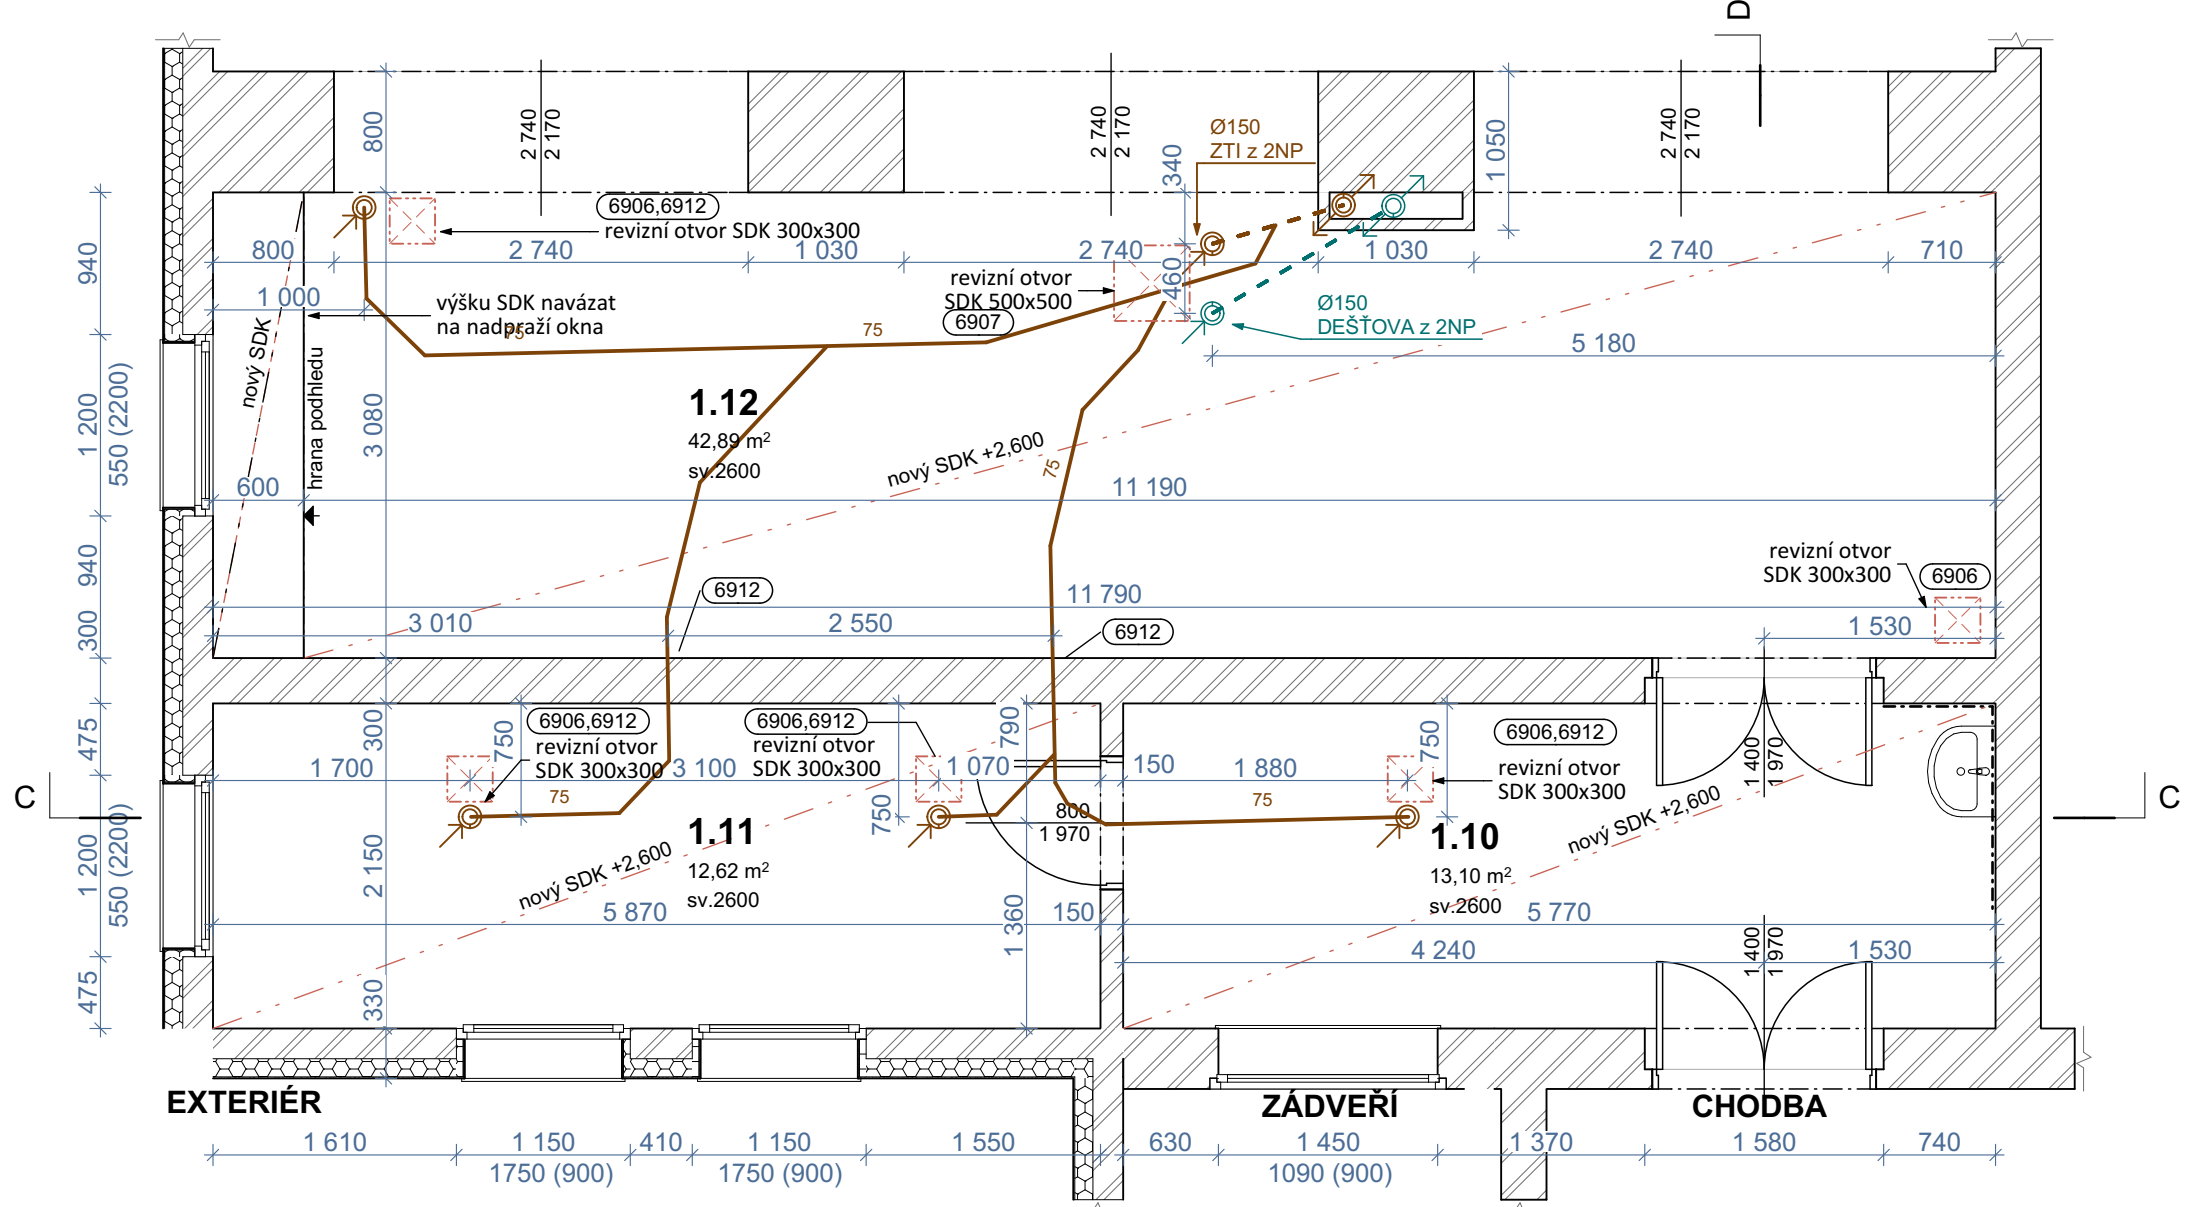 D
800
2 740
2 170
2 740
2 170
2 740
2 170
1 050
340
Ø150
ZTI z 2NP
6906,6912
revizní otvor SDK 300x300
940
800
2 740
1 030
2 740
1 030
2 740
710
460
revizní otvor
SDK 500x500
6907
1 000
výšku SDK navázat
na nadpraží okna
75
75
Ø150
DEŠŤOVA z 2NP
5 180
nový SDK
hrana podhledu
1 200
550 (2200)
3 080
1.12
42,89 m²
sv.2600
nový SDK +2,600
75
600
11 190
940
revizní otvor
SDK 300x300
6906
6912
11 790
300
3 010
2 550
6912
1 530
475
300
750
6906,6912
revizní otvor
SDK 300x300
6906,6912
revizní otvor
SDK 300x300
790
750
6906,6912
revizní otvor
SDK 300x300
1 400
1 970
1 700
3 100
1 070
150
1 880
75
75
C
C
750
800
1 970
1.11
12,62 m²
sv.2600
nový SDK +2,600
1.10
13,10 m²
sv.2600
nový SDK +2,600
1 200
550 (2200)
2 150
5 870
150
1 360
5 770
4 240
1 400
1 970
1 530
475
330
EXTERIÉR
ZÁDVEŘÍ
CHODBA
1 610
1 150
1750 (900)
410
1 150
1750 (900)
1 550
630
1 450
1090 (900)
1 370
1 580
740